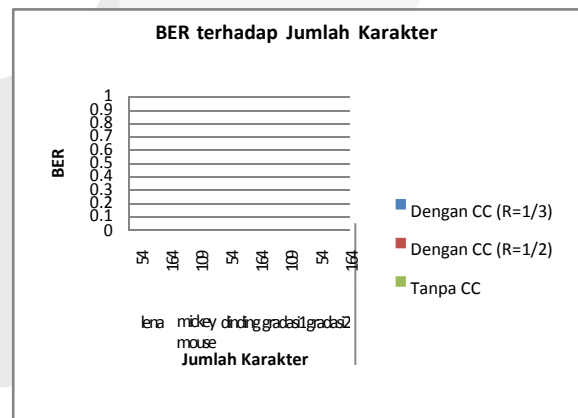 BER terhadap Jumlah Karakter
BER
1
0.9
0.8
0.7
0.6
0.5
0.4
0.3
0.2
0.1
0
54
164
109
54
164
109
54
164
lena
mickey
mouse
dinding
gradasi1
gradasi2
Jumlah Karakter
Dengan CC (R=1/3)
Dengan CC (R=1/2)
Tanpa CC